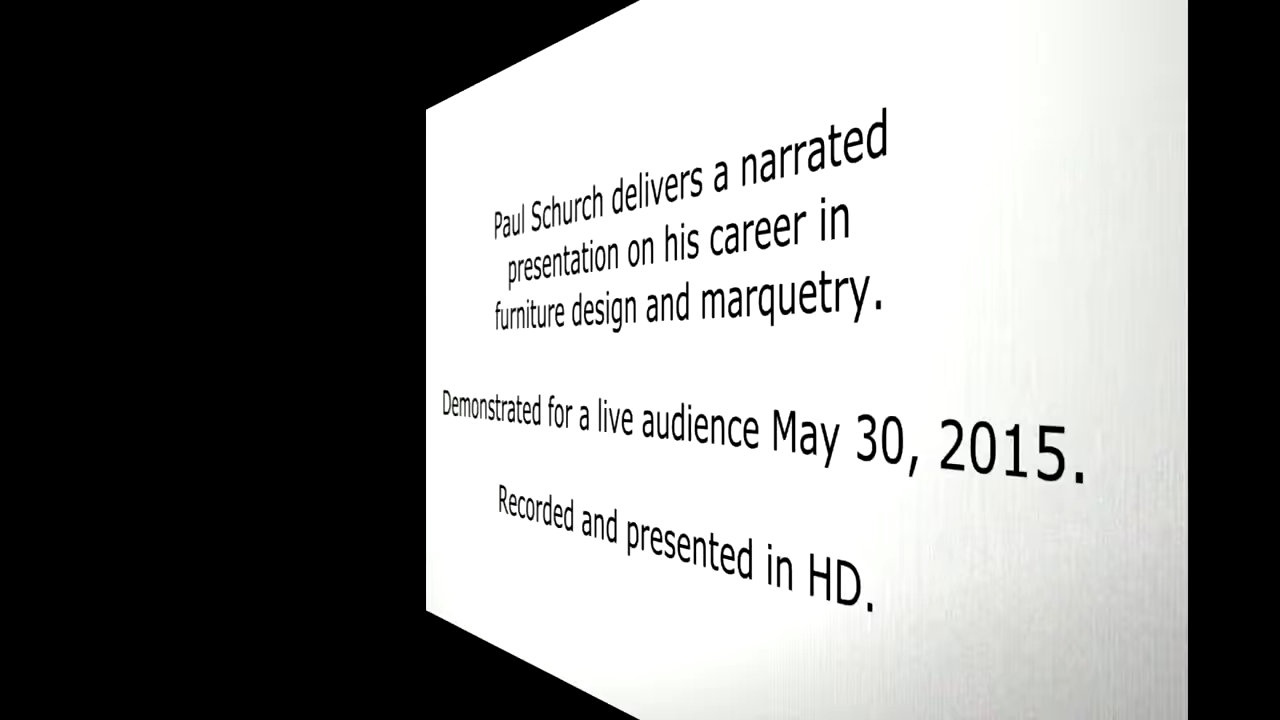 Paul Schurch delivers a narrated
presentation on his career in
furniture design and marquetry.
Demonstrated for a live audience May 30, 2015.
Recorded and presented in HD.